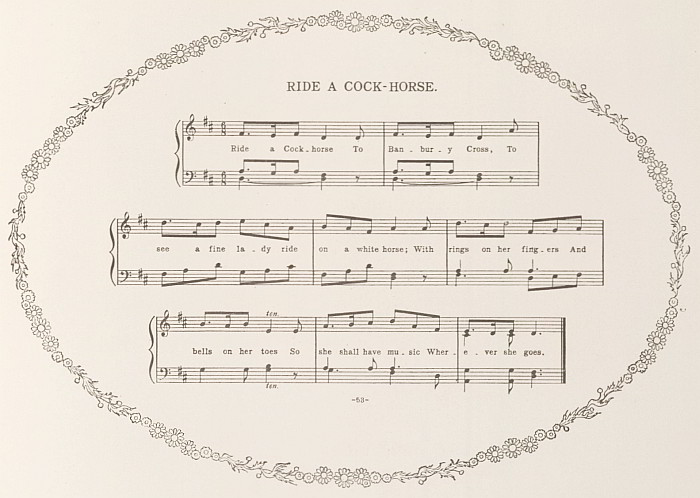 RIDE A COCK-HORSE.
Ride a Cock-horse To Ban-bur-y Cross, To
see a fine la-dy ride on a white horse; With rings on her fing-ers And
ten.
bells on her toes So she shall have mu-sic Wher-e-ver she goes.
ten.
-53-